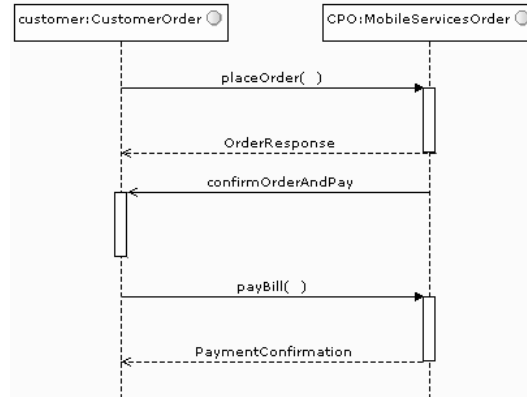 customer:CustomerOrder
CPO:MobileServicesOrder
placeOrder( )
OrderResponse
confirmOrderAndPay
payBill( )
PaymentConfirmation